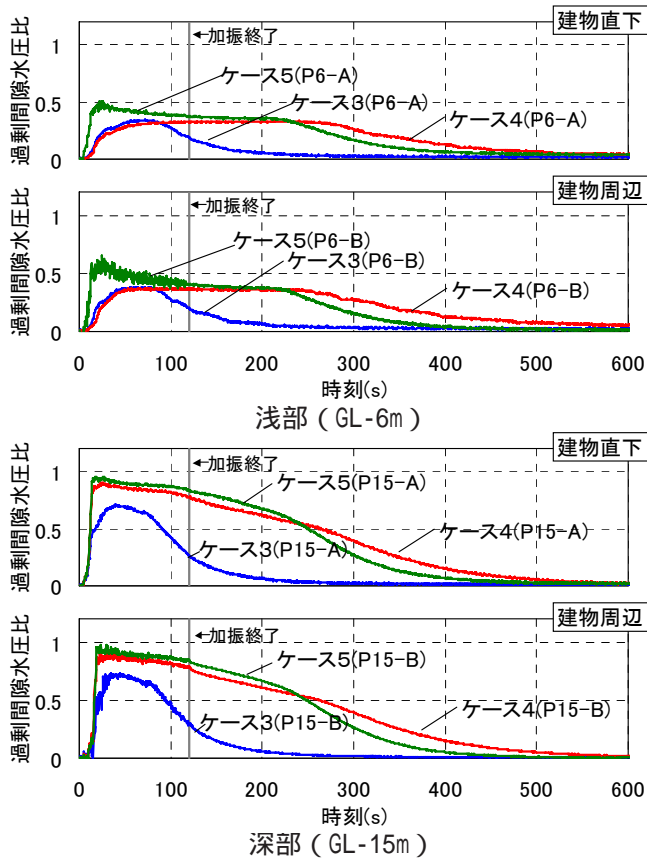 建物直下
過剰間隙水圧比
1
0.5
0
←加振終了
ケース5(P6-A)
ケース3(P6-A)
ケース4(P6-A)
0 100 200 300 400 500 600
建物周辺
過剰間隙水圧比
1
0.5
0
←加振終了
ケース5(P6-B)
ケース3(P6-B)
ケース4(P6-B)
0 100 200 300 400 500 600
時刻(s)
浅部（GL-6m）
建物直下
過剰間隙水圧比
1
0.5
0
←加振終了
ケース5(P15-A)
ケース4(P15-A)
ケース3(P15-A)
建物周辺
過剰間隙水圧比
1
0.5
0
←加振終了
ケース5(P15-B)
ケース4(P15-B)
ケース3(P15-B)
0 100 200 300 400 500 600
時刻(s)
深部（GL-15m）